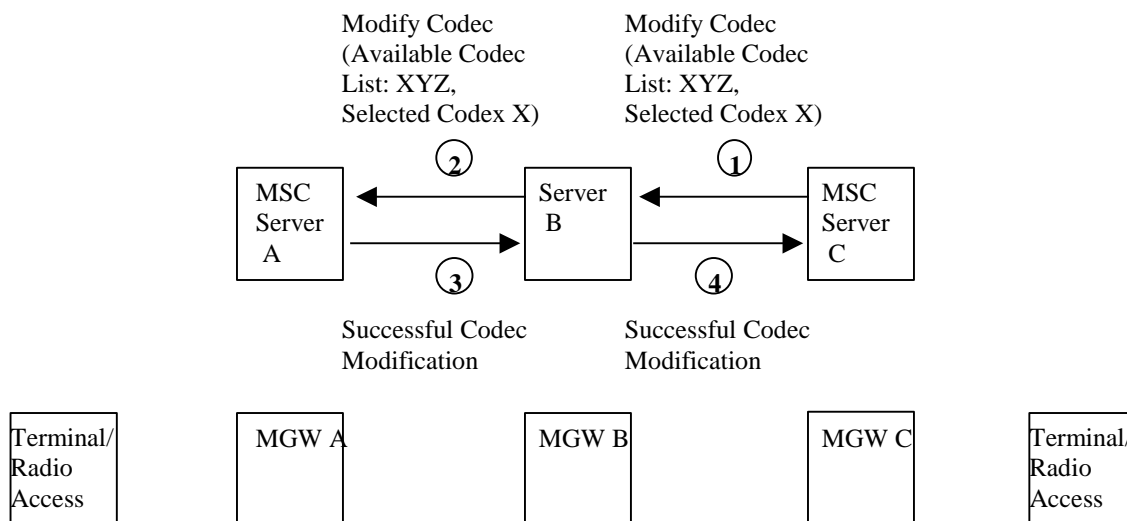 Modify Codec
(Available Codec
List: XYZ,
Selected Codex X)
Modify Codec
(Available Codec
List: XYZ,
Selected Codex X)
2
1
MSC
Server
A
Server
B
MSC
Server
C
3
4
Successful Codec
Modification
Successful Codec
Modification
Terminal/
Radio
Access
MGW A
MGW B
MGW C
Terminal/
Radio
Access